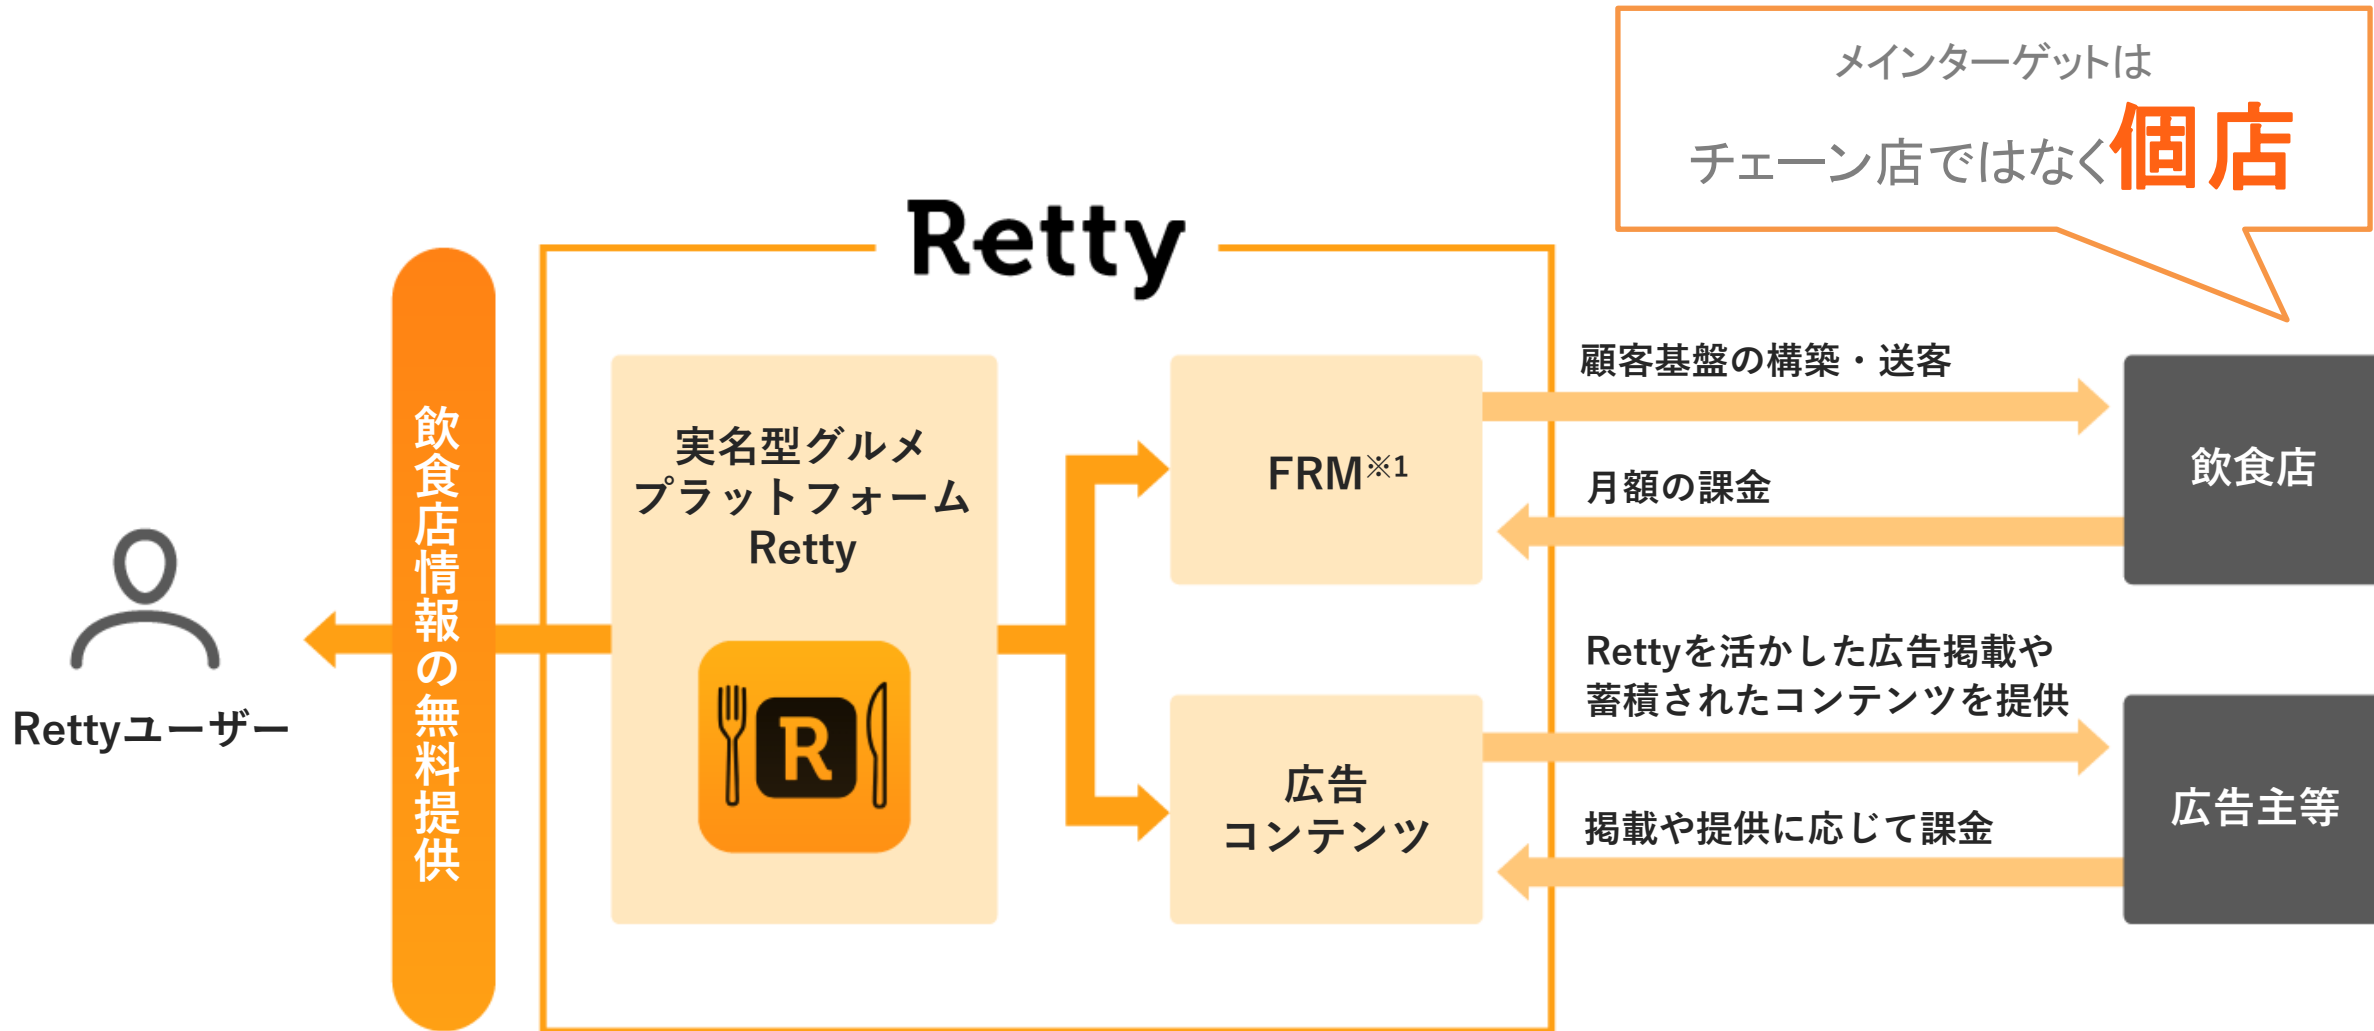 メインターゲットは
チェーン店ではなく個店
Retty
Rettyユーザー
飲食店情報の無料提供
実名型グルメ
プラットフォーム
Retty
R
FRM※1
広告
コンテンツ
顧客基盤の構築・送客
月額の課金
飲食店
Rettyを活かした広告掲載や
蓄積されたコンテンツを提供
掲載や提供に応じて課金
広告主等